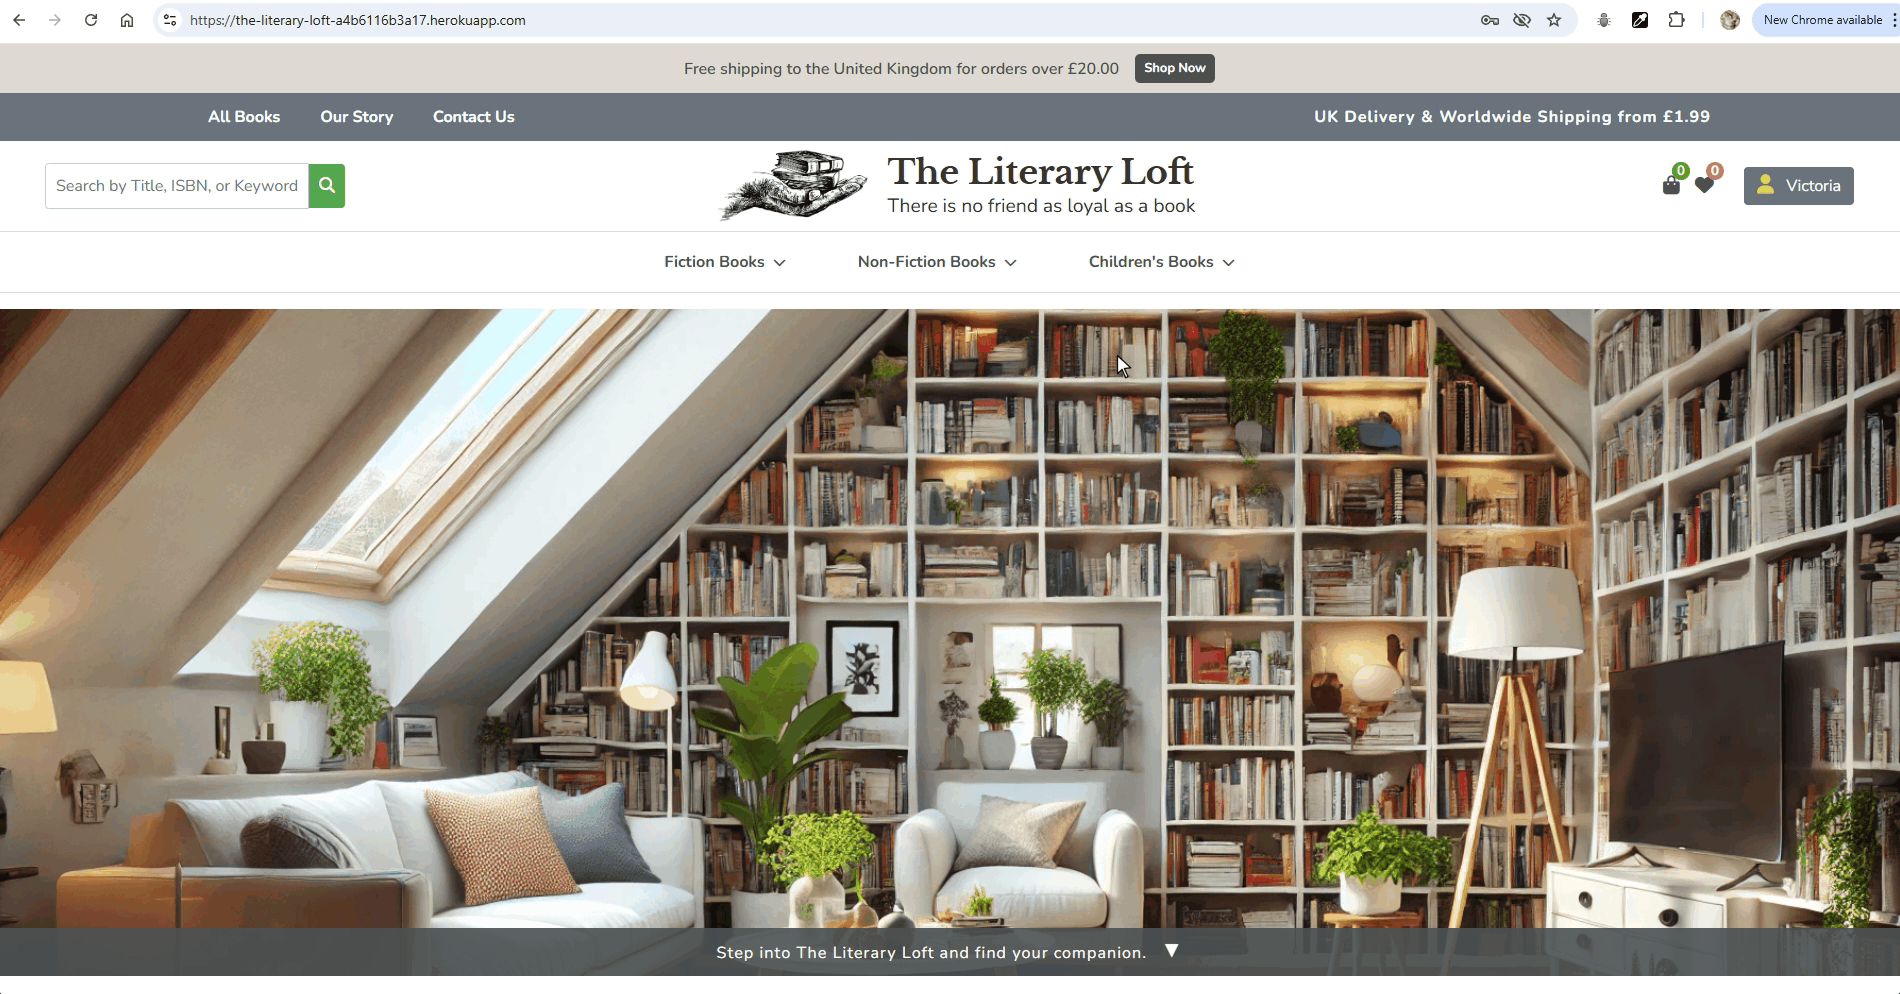 https://the-literary-loft-a4b6116b3a17.herokuapp.com
New Chrome available
Free shipping to the United Kingdom for orders over £20.00 Shop Now
All Books Our Story Contact Us UK Delivery & Worldwide Shipping from £1.99
Search by Title, ISBN, or Keyword
The Literary Loft
There is no friend as loyal as a book
0 0 Victoria
Fiction Books Non-Fiction Books Children's Books
Step into The Literary Loft and find your companion. ▼